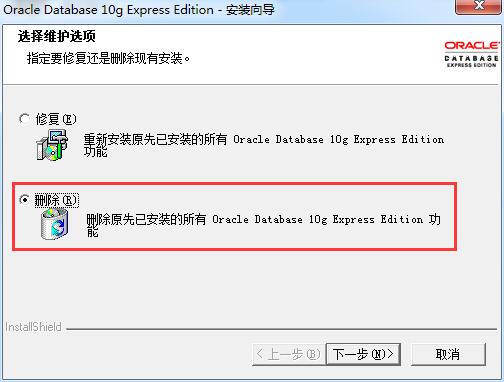 Oracle Database 10g Express Edition - 安装向导
选择维护选项
指定要修复还是删除现有安装。
ORACLE
DATABASE
EXPRESS EDITION
修复(E)
重新安装原先已安装的所有 Oracle Database 10g Express Edition
功能
删除(R)
删除原先已安装的所有 Oracle Database 10g Express Edition 功
能
InstallShield
< 上一步(B)
下一步(N)>
取消